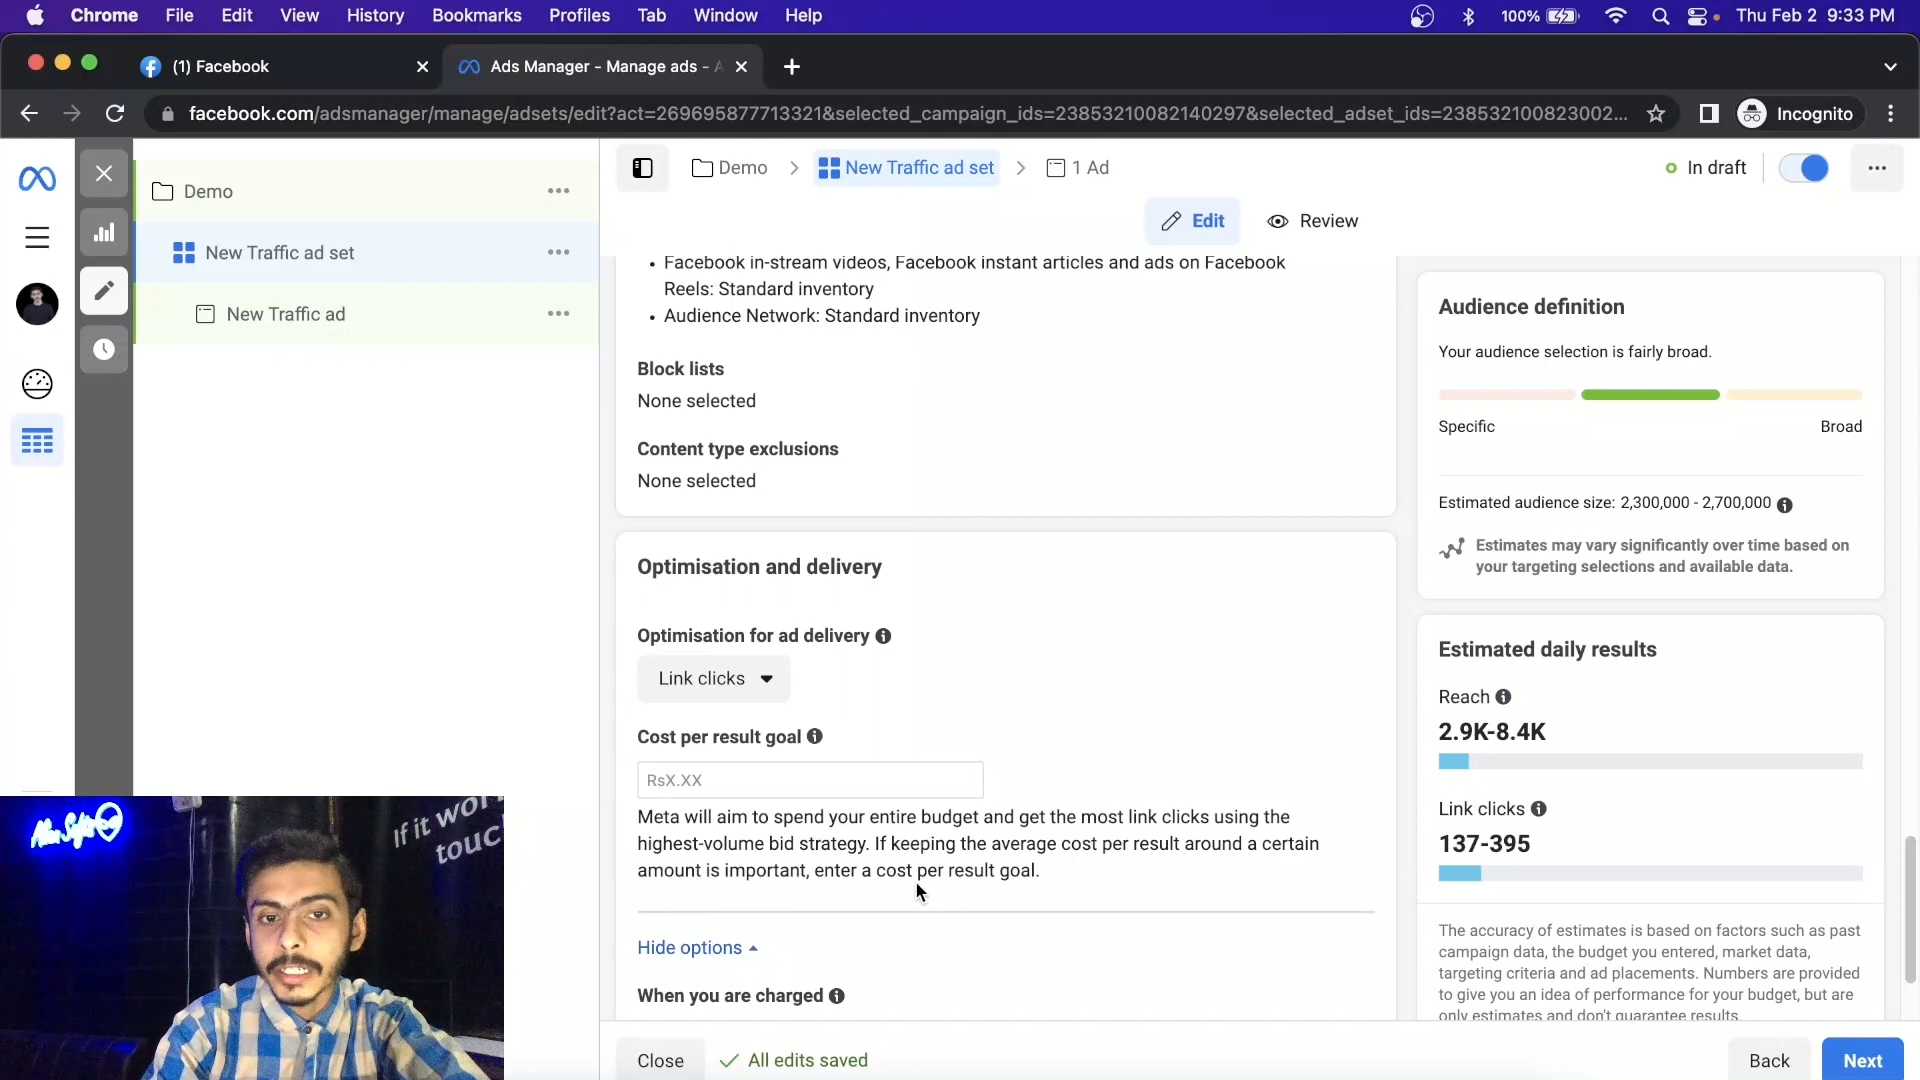 Chrome File Edit View History Bookmarks Profiles Tab Window Help 100% Thu Feb 2 9:33 PM
(1) Facebook Ads Manager - Manage ads - A
facebook.com/adsmanager/manage/adsets/edit?act=269695877713321&selected_campaign_ids=23853210082140297&selected_adset_ids=238532100823002... Incognito
Demo
New Traffic ad set
New Traffic ad
Demo New Traffic ad set 1 Ad In draft
Edit Review
• Facebook in-stream videos, Facebook instant articles and ads on Facebook
Reels: Standard inventory
• Audience Network: Standard inventory
Block lists
None selected
Content type exclusions
None selected
Optimisation and delivery
Optimisation for ad delivery
Link clicks
Cost per result goal
RsX.XX
Meta will aim to spend your entire budget and get the most link clicks using the
highest-volume bid strategy. If keeping the average cost per result around a certain
amount is important, enter a cost per result goal.
Hide options
When you are charged
Close All edits saved Back Next
Audience definition
Your audience selection is fairly broad.
Specific Broad
Estimated audience size: 2,300,000 - 2,700,000
Estimates may vary significantly over time based on
your targeting selections and available data.
Estimated daily results
Reach
2.9K-8.4K
Link clicks
137-395
The accuracy of estimates is based on factors such as past
campaign data, the budget you entered, market data,
targeting criteria and ad placements. Numbers are provided
to give you an idea of performance for your budget, but are
only estimates and don't guarantee results.
If it